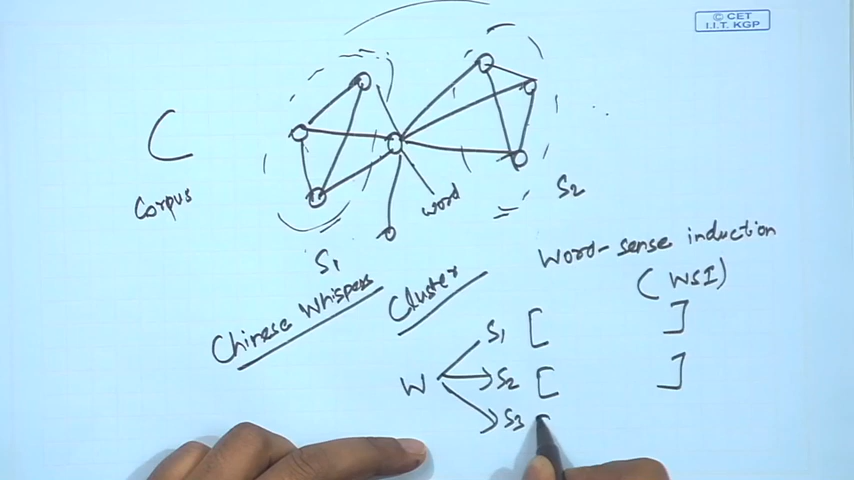 © CET
I.I.T. KGP
C
Corpus
word
S1
S2
Word-sense induction
(WSI)
Chinese Whispers
Cluster
W
S1 [ ]
S2 [ ]
S3 [